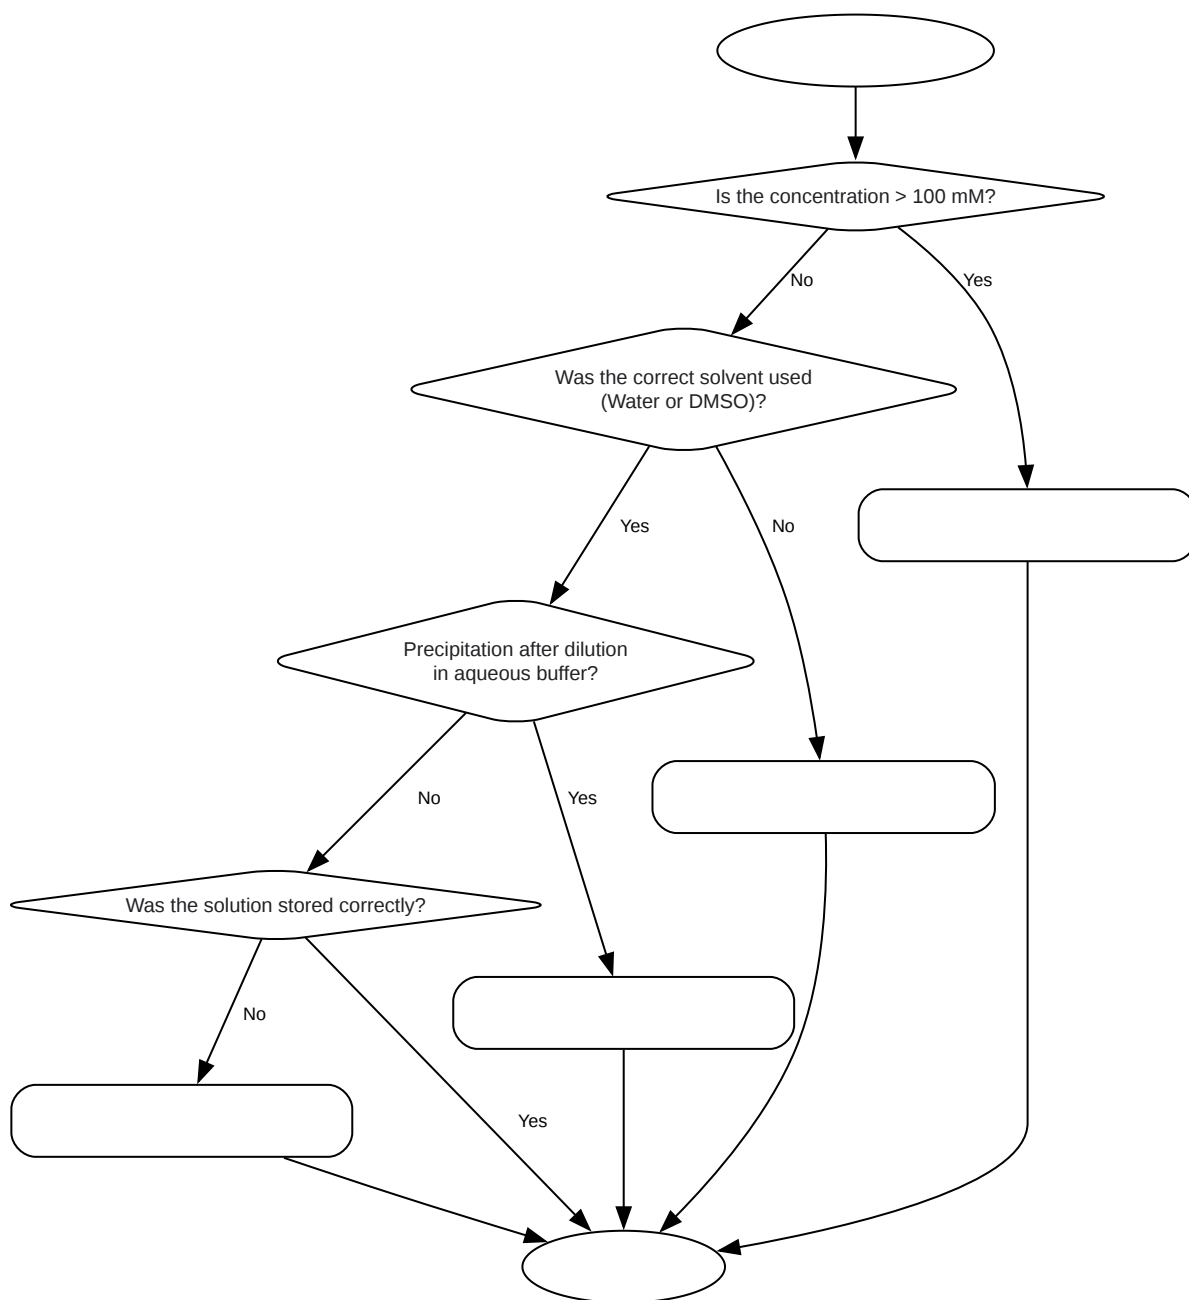 Is the concentration > 100 mM?
No
Yes
Was the correct solvent used
(Water or DMSO)?
Yes
No
Precipitation after dilution
in aqueous buffer?
No
Yes
Was the solution stored correctly?
No
Yes